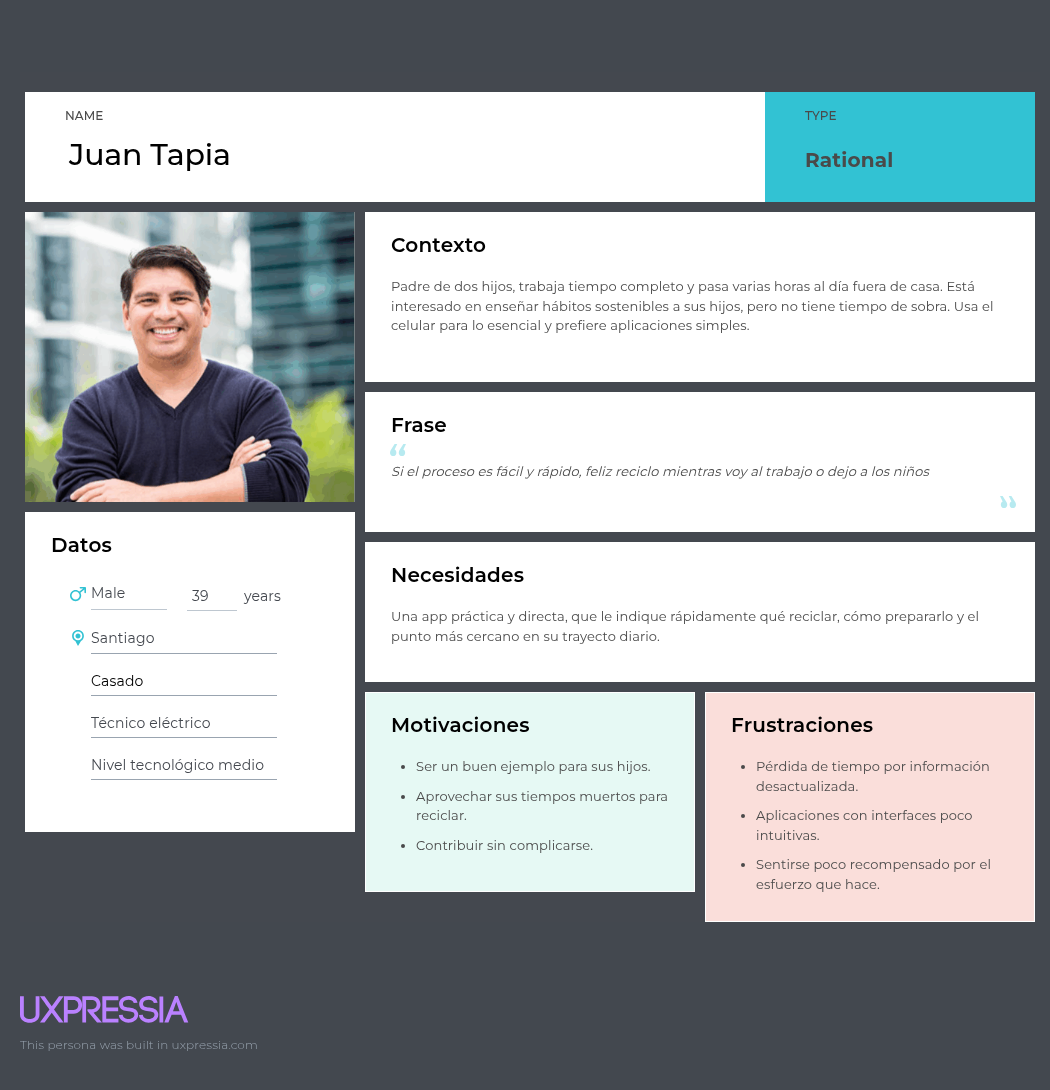 NAME
Juan Tapia
TYPE
Rational
Contexto
Padre de dos hijos, trabaja tiempo completo y pasa varias horas al día fuera de casa. Está
interesado en enseñar hábitos sostenibles a sus hijos, pero no tiene tiempo de sobra. Usa el
celular para lo esencial y prefiere aplicaciones simples.
Frase
“
Si el proceso es fácil y rápido, feliz reciclo mientras voy al trabajo o dejo a los niños
”
Datos
Male 39 years
Santiago
Casado
Técnico eléctrico
Nivel tecnológico medio
Necesidades
Una app práctica y directa, que le indique rápidamente qué reciclar, cómo prepararlo y el
punto más cercano en su trayecto diario.
Motivaciones
• Ser un buen ejemplo para sus hijos.
• Aprovechar sus tiempos muertos para
reciclar.
• Contribuir sin complicarse.
Frustraciones
• Pérdida de tiempo por información
desactualizada.
• Aplicaciones con interfaces poco
intuitivas.
• Sentirse poco recompensado por el
esfuerzo que hace.
UXPRESSIA
This persona was built in uxpressia.com